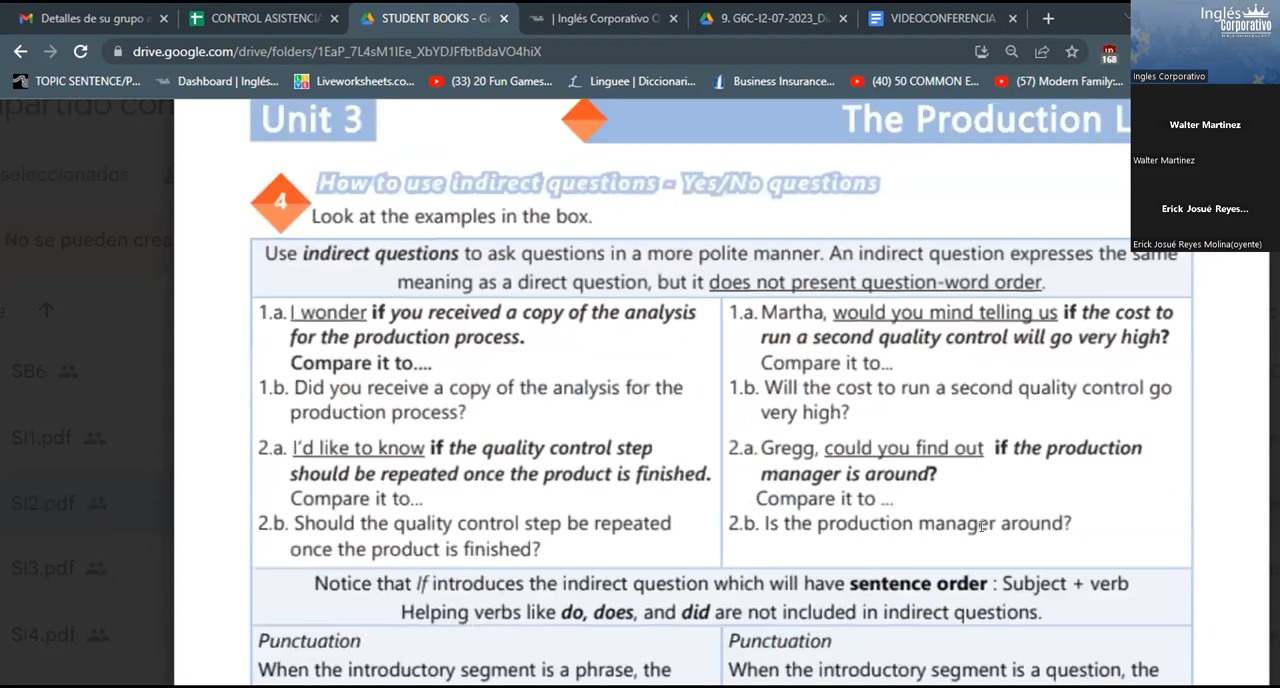 Detalles de su grupo a
CONTROL ASISTENCI
STUDENT BOOKS - Go
| Inglés Corporativo O
9. G6C-I2-07-2023_Di
VIDEOCONFERENCIA
drive.google.com/drive/folders/1EaP_7L4sM1IEe_XbYDJFfbtBdaVO4hiX
168
TOPIC SENTENCE/P...
Dashboard | Inglés...
Liveworksheets.co...
(33) 20 Fun Games...
Linguee | Diccionari...
Business Insurance...
(40) 50 COMMON E...
(57) Modern Family:...
Inglés
Corporativo
Ingles Corporativo
Walter Martinez
Walter Martinez
Erick Josué Reyes...
Erick Josué Reyes Molina(oyente)
partido con
seleccionados
No se pueden crea
e
SB6
SI1.pdf
SI2.pdf
SI3.pdf
SI4.pdf
Unit 3
The Production L
4
How to use indirect questions - Yes/No questions
Look at the examples in the box.
Use indirect questions to ask questions in a more polite manner. An indirect question expresses the same
meaning as a direct question, but it does not present question-word order.
1.a. I wonder if you received a copy of the analysis
for the production process.
Compare it to....
1.b. Did you receive a copy of the analysis for the
production process?
2.a. I'd like to know if the quality control step
should be repeated once the product is finished.
Compare it to...
2.b. Should the quality control step be repeated
once the product is finished?
1.a. Martha, would you mind telling us if the cost to
run a second quality control will go very high?
Compare it to...
1.b. Will the cost to run a second quality control go
very high?
2.a. Gregg, could you find out if the production
manager is around?
Compare it to ...
2.b. Is the production manager around?
Notice that If introduces the indirect question which will have sentence order : Subject + verb
Helping verbs like do, does, and did are not included in indirect questions.
Punctuation
When the introductory segment is a phrase, the
Punctuation
When the introductory segment is a question, the